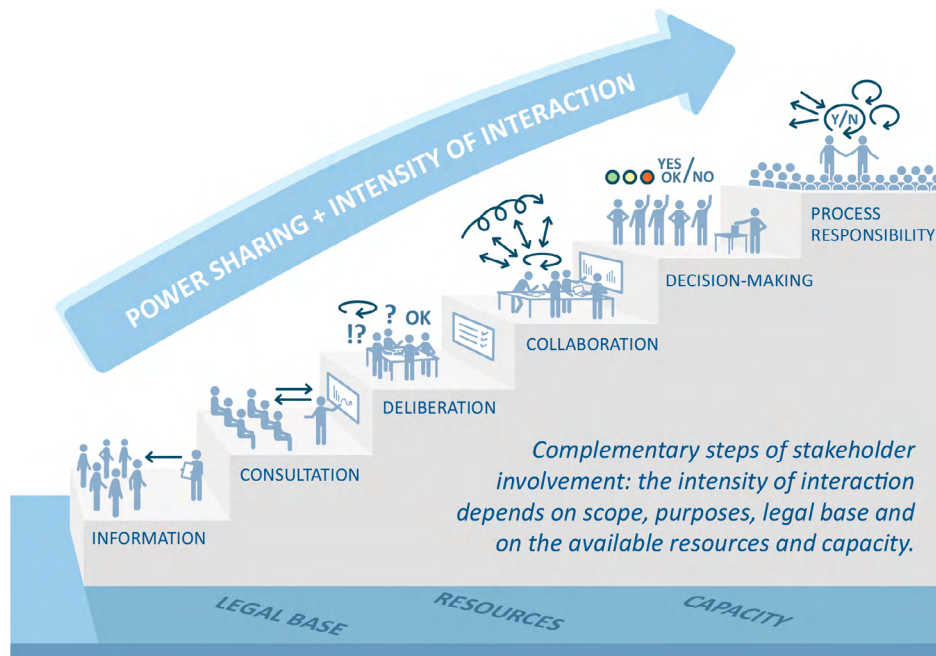 POWER SHARING + INTENSITY OF INTERACTION
Y/N
PROCESS
RESPONSIBILITY
YES
OK/NO
DECISION-MAKING
COLLABORATION
!? ? OK
DELIBERATION
CONSULTATION
INFORMATION
Complementary steps of stakeholder
involvement: the intensity of interaction
depends on scope, purposes, legal base and
on the available resources and capacity.
LEGAL BASE
RESOURCES
CAPACITY